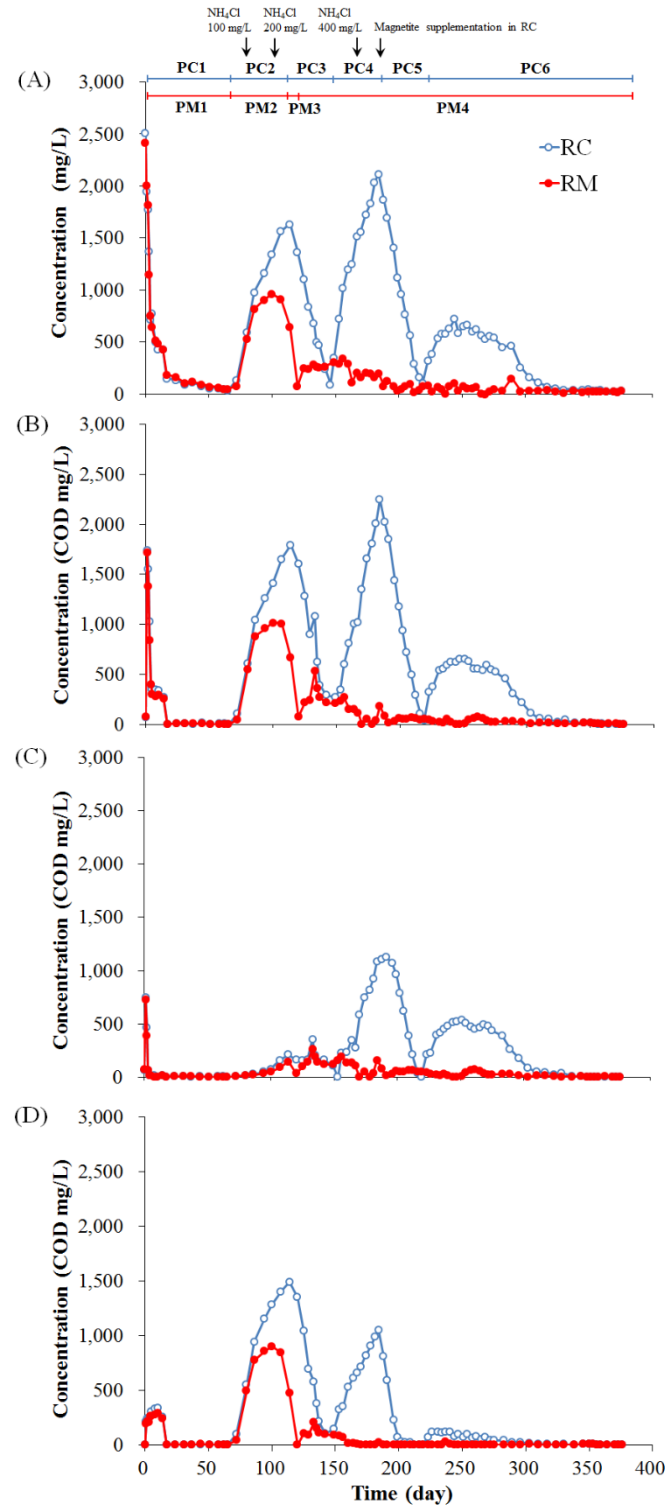 NH₄Cl NH₄Cl NH₄Cl
100 mg/L 200 mg/L 400 mg/L Magnetite supplementation in RC
(A)
PC1 PC2 PC3 PC4 PC5 PC6
PM1 PM2 PM3 PM4
Concentration (mg/L)
3,000
2,500
2,000
1,500
1,000
500
0
RC
RM
(B)
Concentration (COD mg/L)
3,000
2,500
2,000
1,500
1,000
500
0
(C)
Concentration (COD mg/L)
3,000
2,500
2,000
1,500
1,000
500
0
(D)
Concentration (COD mg/L)
3,000
2,500
2,000
1,500
1,000
500
0
0 50 100 150 200 250 300 350 400
Time (day)